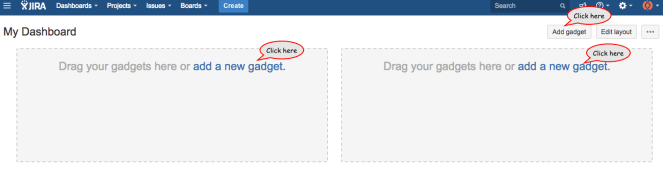 JIRA Dashboards Projects Issues Boards Create Search
Click here
My Dashboard Add gadget Edit layout
Click here Click here
Drag your gadgets here or add a new gadget. Drag your gadgets here or add a new gadget.